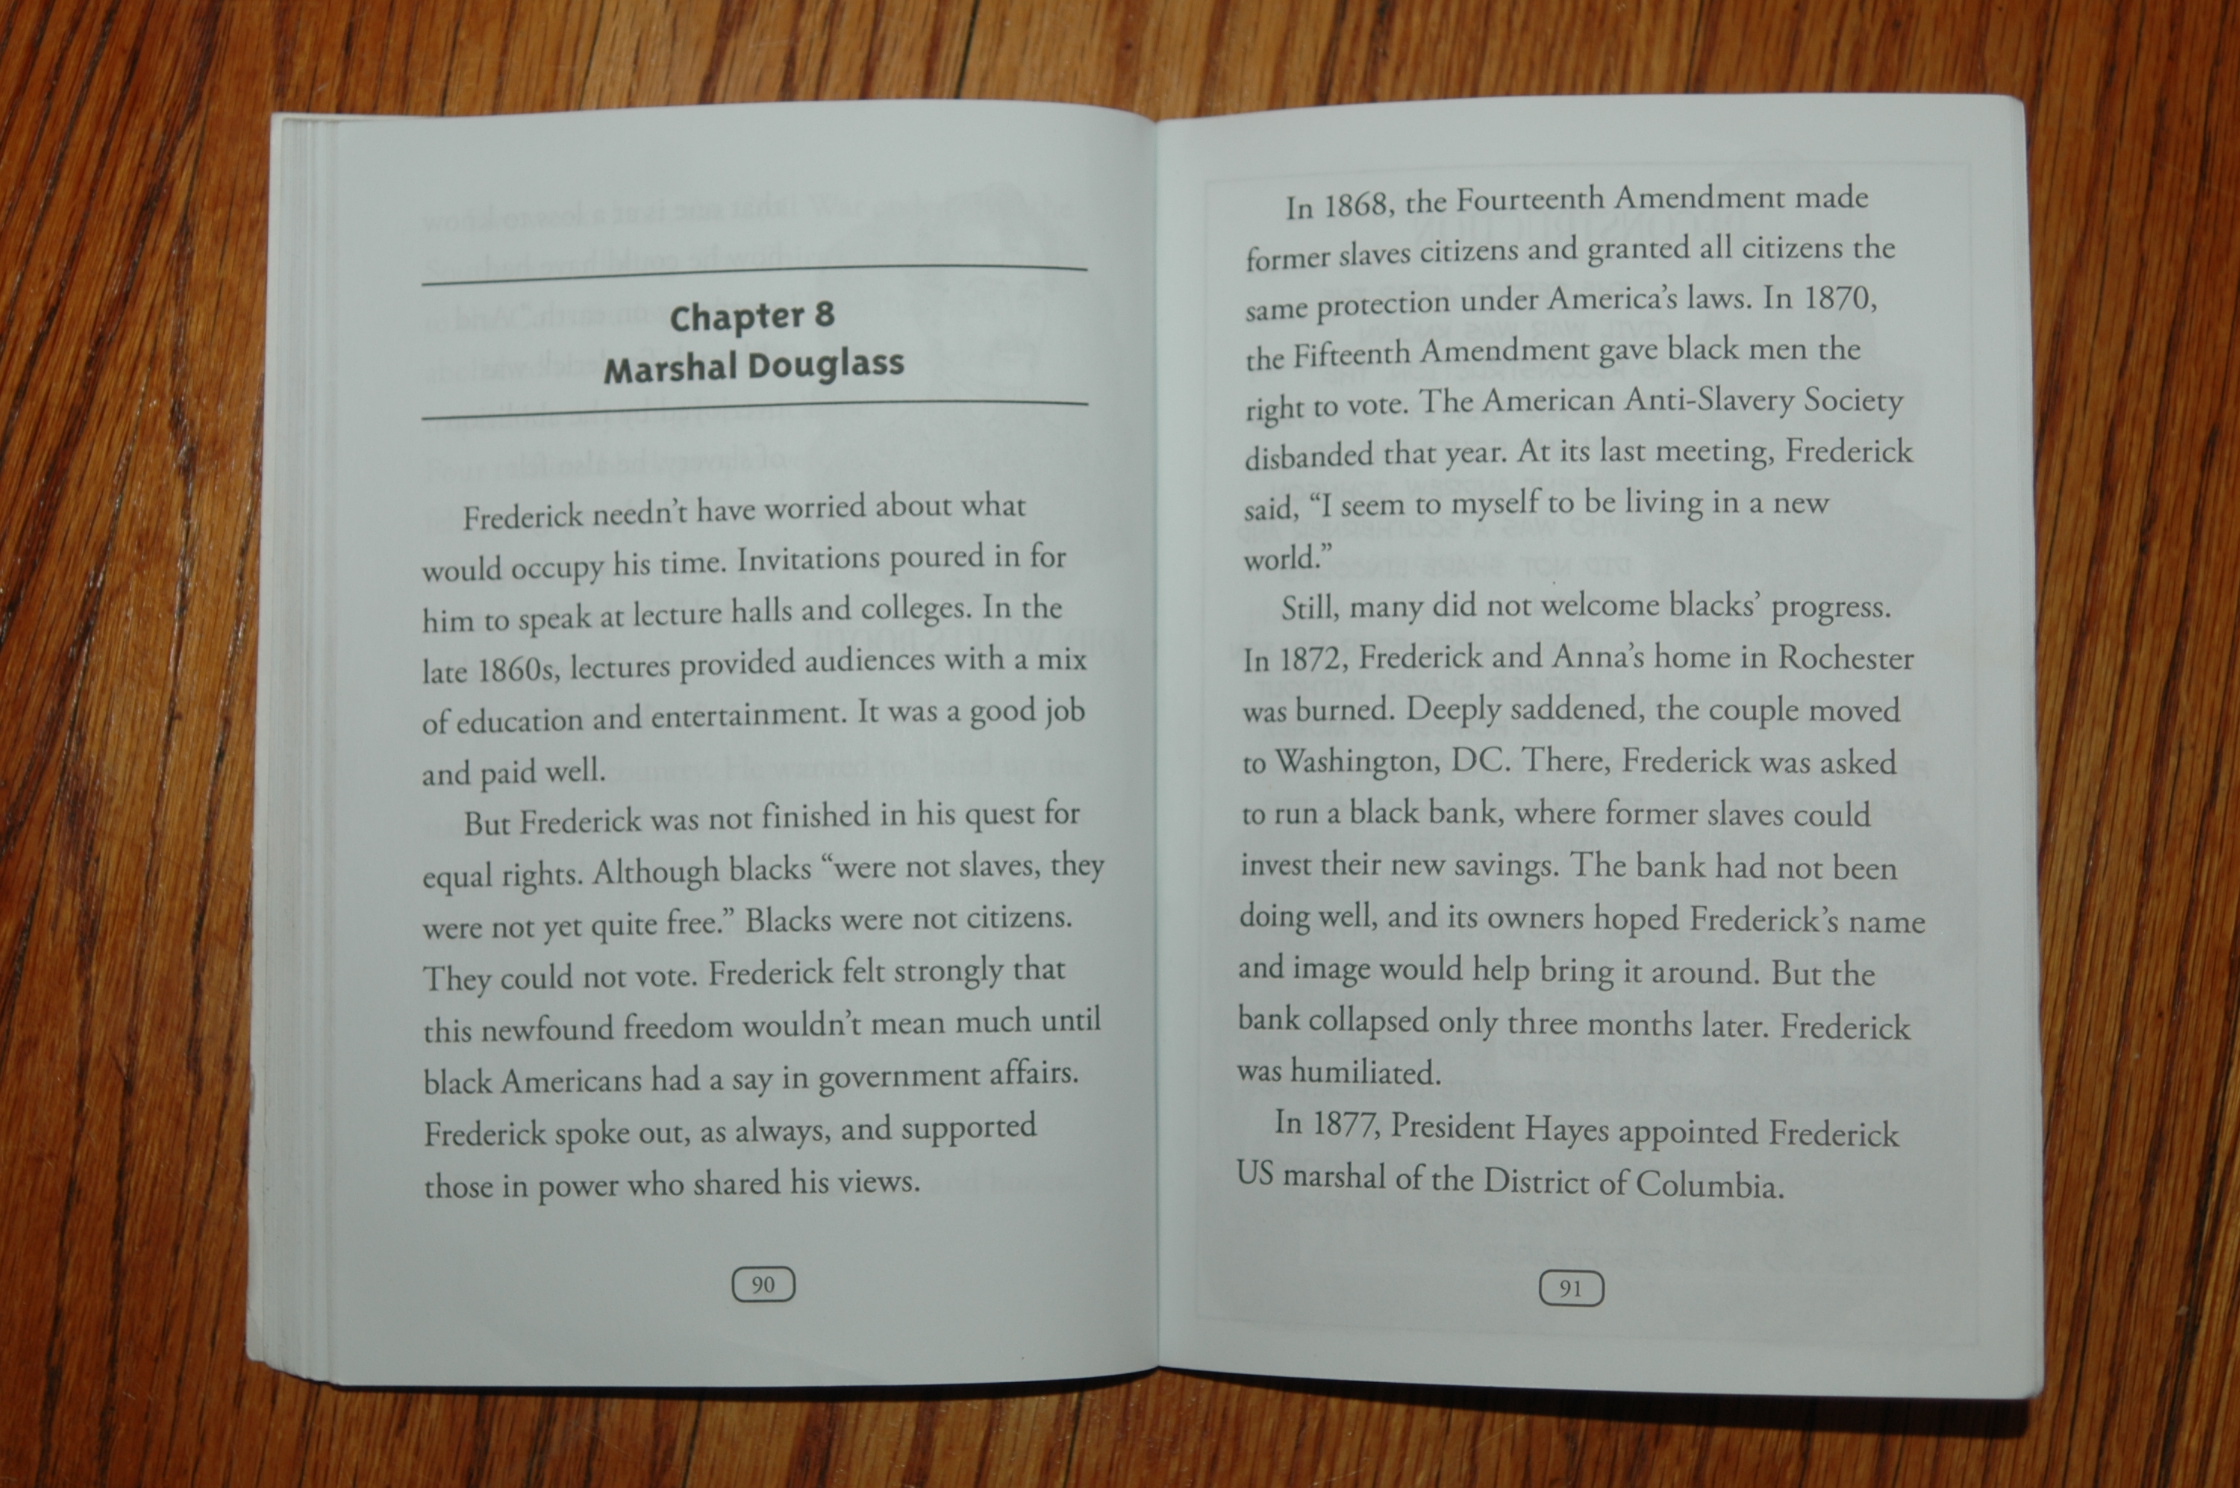 Chapter 8
Marshal Douglass
Frederick needn't have worried about what
would occupy his time. Invitations poured in for
him to speak at lecture halls and colleges. In the
late 1860s, lectures provided audiences with a mix
of education and entertainment. It was a good job
and paid well.
But Frederick was not finished in his quest for
equal rights. Although blacks “were not slaves, they
were not yet quite free.” Blacks were not citizens.
They could not vote. Frederick felt strongly that
this newfound freedom wouldn't mean much until
black Americans had a say in government affairs.
Frederick spoke out, as always, and supported
those in power who shared his views.
90
In 1868, the Fourteenth Amendment made
former slaves citizens and granted all citizens the
same protection under America's laws. In 1870,
the Fifteenth Amendment gave black men the
right to vote. The American Anti-Slavery Society
disbanded that year. At its last meeting, Frederick
said, “I seem to myself to be living in a new
world.”
Still, many did not welcome blacks' progress.
In 1872, Frederick and Anna's home in Rochester
was burned. Deeply saddened, the couple moved
to Washington, DC. There, Frederick was asked
to run a black bank, where former slaves could
invest their new savings. The bank had not been
doing well, and its owners hoped Frederick's name
and image would help bring it around. But the
bank collapsed only three months later. Frederick
was humiliated.
In 1877, President Hayes appointed Frederick
US marshal of the District of Columbia.
91